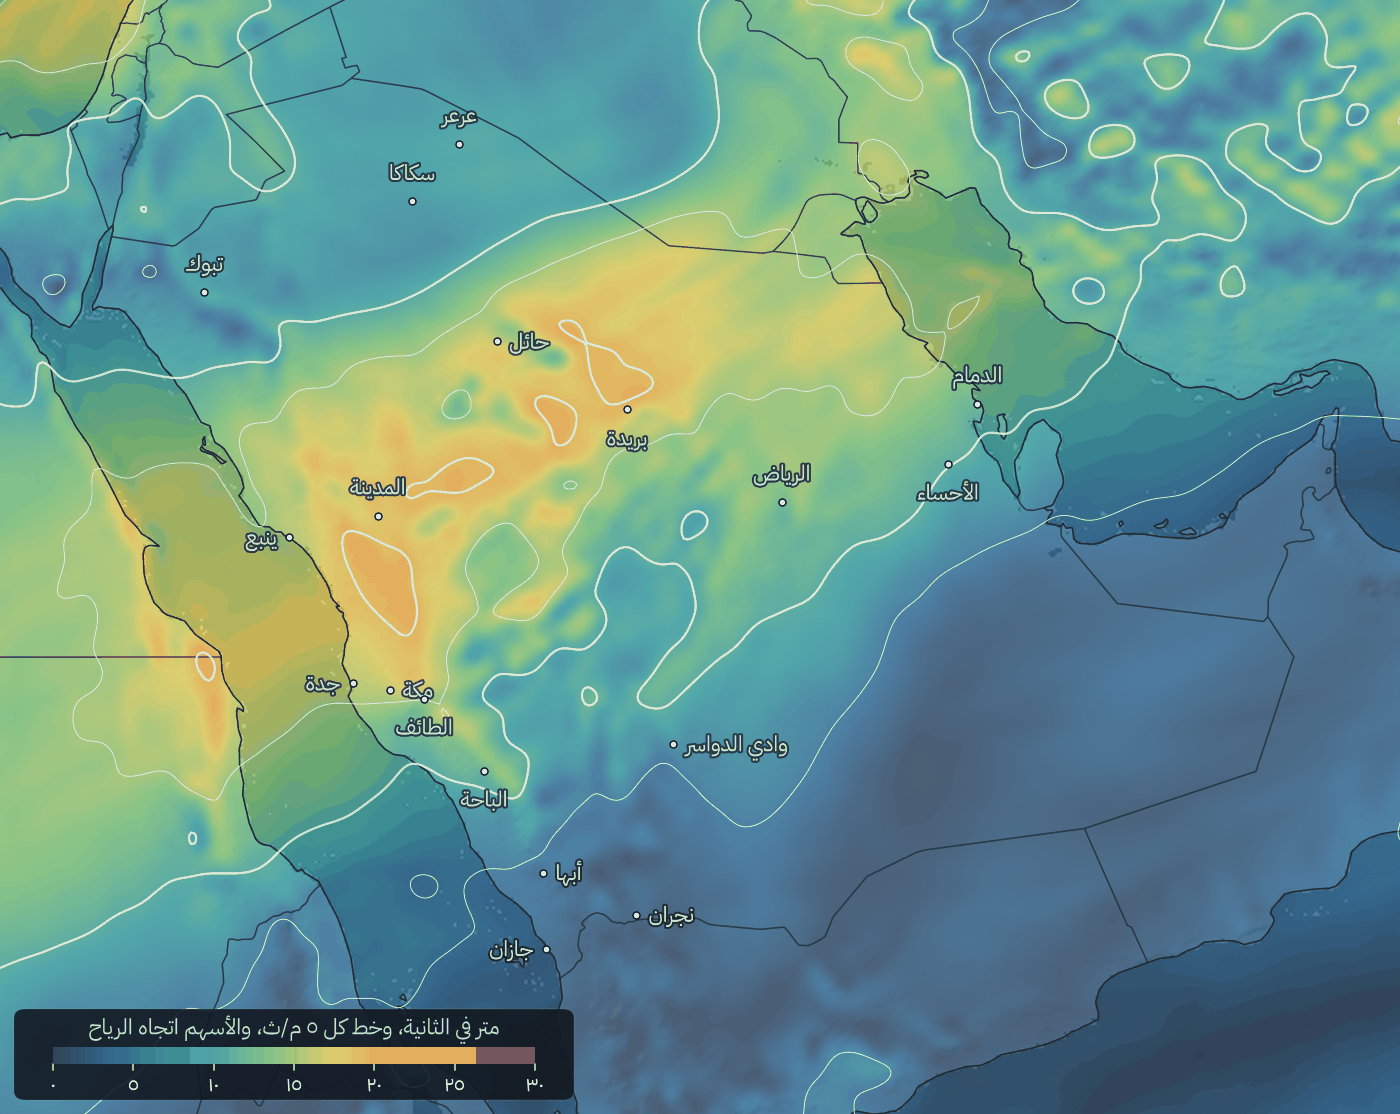 عرعر
سكاكا
تبوك
حائل
الدمام
بريدة
الرياض
المدينة
الأحساء
ينبع
جدة
مكة
الطائف
وادي الدواسر
الباحة
أبها
نجران
جازان
متر في الثانية، وخط كل ٥ م/ث، والأسهم اتجاه الرياح
٠ ٥ ١٠ ١٥ ٢٠ ٢٥ ٣٠